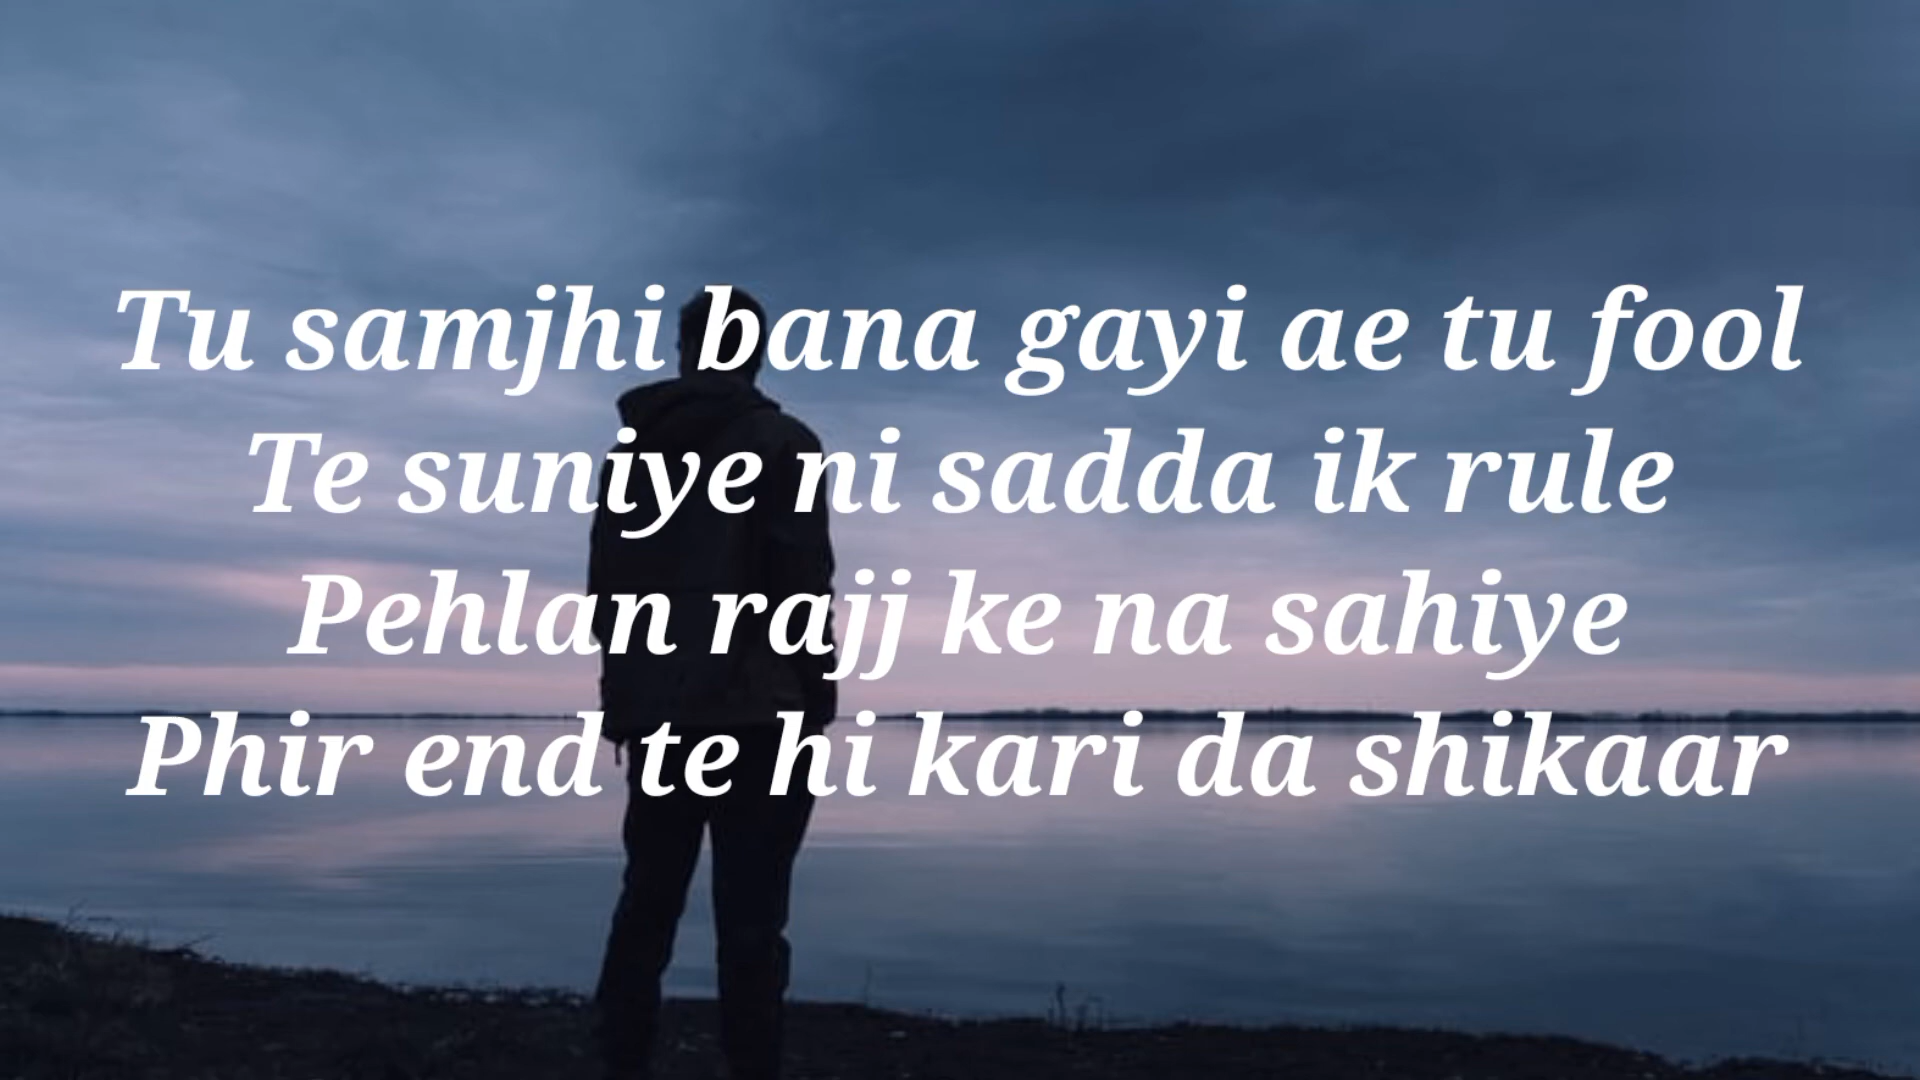 Tu samjhi bana gayi ae tu fool
Te suniye ni sadda ik rule
Pehlan rajj ke na sahiye
Phir end te hi kari da shikaar